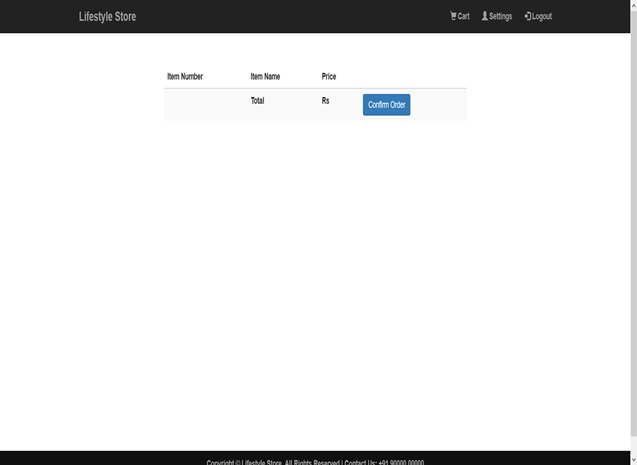 Lifestyle Store Cart Settings Logout
Item Number Item Name Price
Total Rs Confirm Order
Copyright © Lifestyle Store. All Rights Reserved | Contact Us: +91 90000 00000